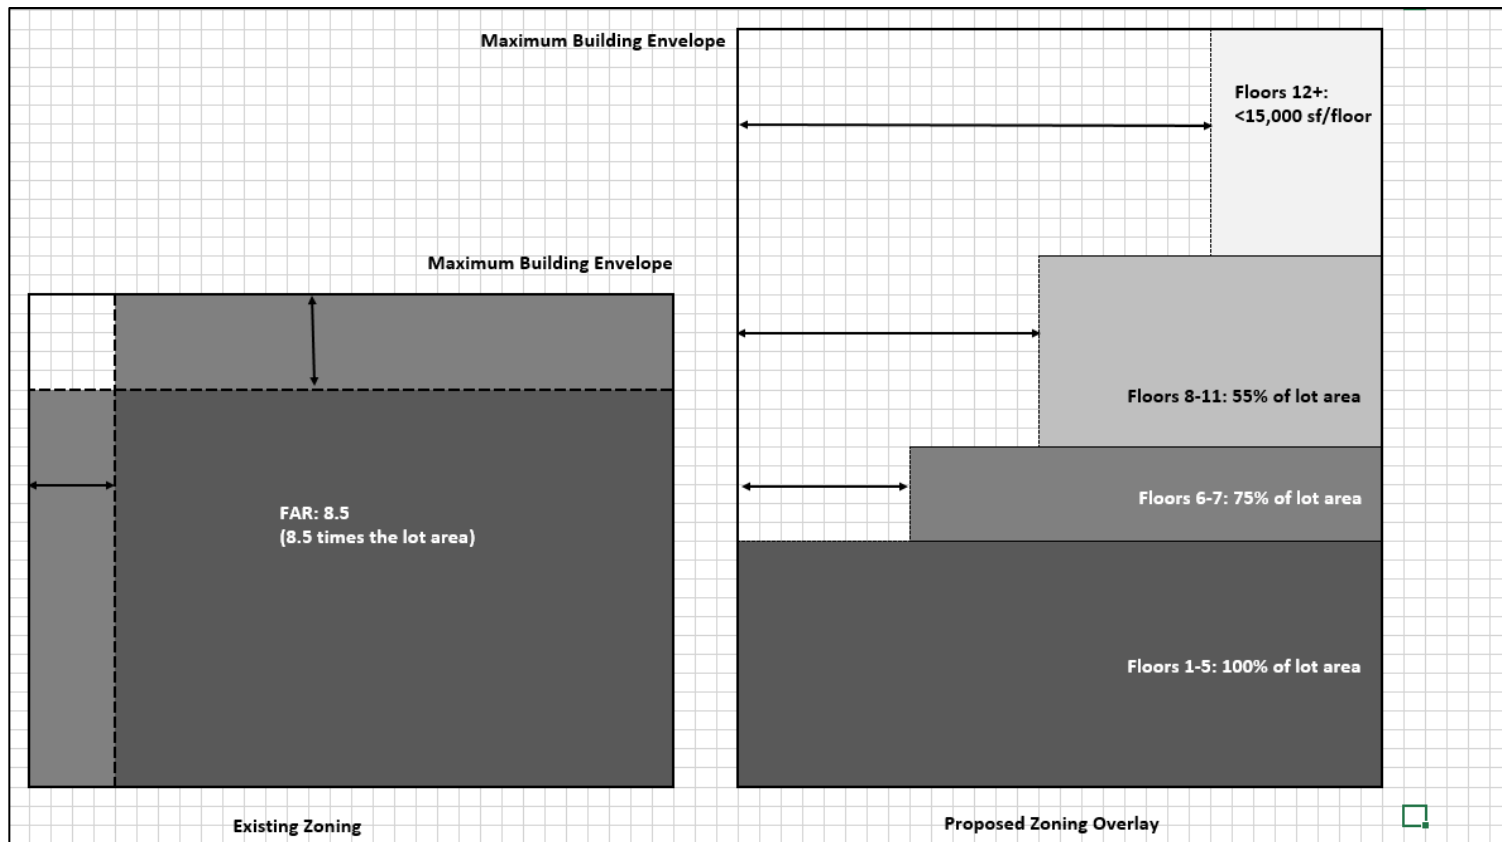 Maximum Building Envelope
Floors 12+:
<15,000 sf/floor
Maximum Building Envelope
Floors 8-11: 55% of lot area
Floors 6-7: 75% of lot area
FAR: 8.5
(8.5 times the lot area)
Floors 1-5: 100% of lot area
Existing Zoning
Proposed Zoning Overlay